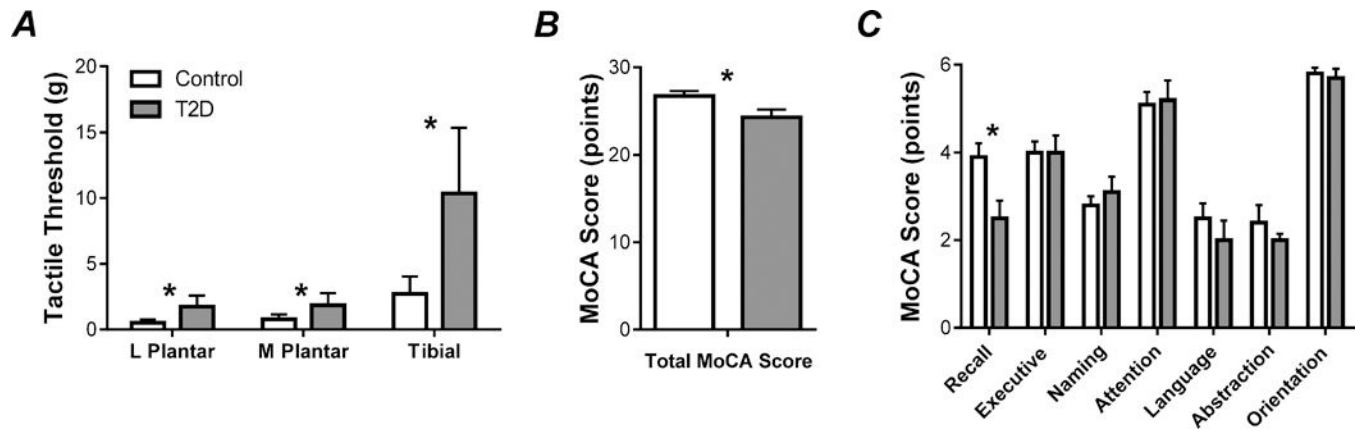 A
Tactile Threshold (g)
20
15
10
5
0
Control
T2D
*
*
*
L Plantar
M Plantar
Tibial
B
MoCA Score (points)
30
20
10
0
*
Total MoCA Score
C
MoCA Score (points)
6
4
2
0
*
Recall
Executive
Naming
Attention
Language
Abstraction
Orientation